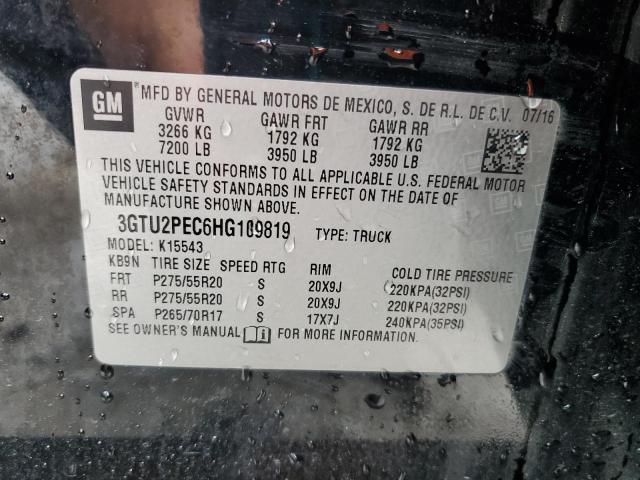 GM MFD BY GENERAL MOTORS DE MEXICO, S. DE R.L. DE C.V. 07/16
GVWR GAWR FRT GAWR RR
3266 KG 1792 KG 1792 KG
7200 LB 3950 LB 3950 LB
THIS VEHICLE CONFORMS TO ALL APPLICABLE U.S. FEDERAL MOTOR
VEHICLE SAFETY STANDARDS IN EFFECT ON THE DATE OF
MANUFACTURE SHOWN ABOVE.
3GTU2PEC6HG109819 TYPE: TRUCK
MODEL: K15543
KB9N TIRE SIZE SPEED RTG RIM COLD TIRE PRESSURE
FRT P275/55R20 S 20X9J 220KPA(32PSI)
RR P275/55R20 S 20X9J 220KPA(32PSI)
SPA P265/70R17 S 17X7J 240KPA(35PSI)
SEE OWNER'S MANUAL FOR MORE INFORMATION.